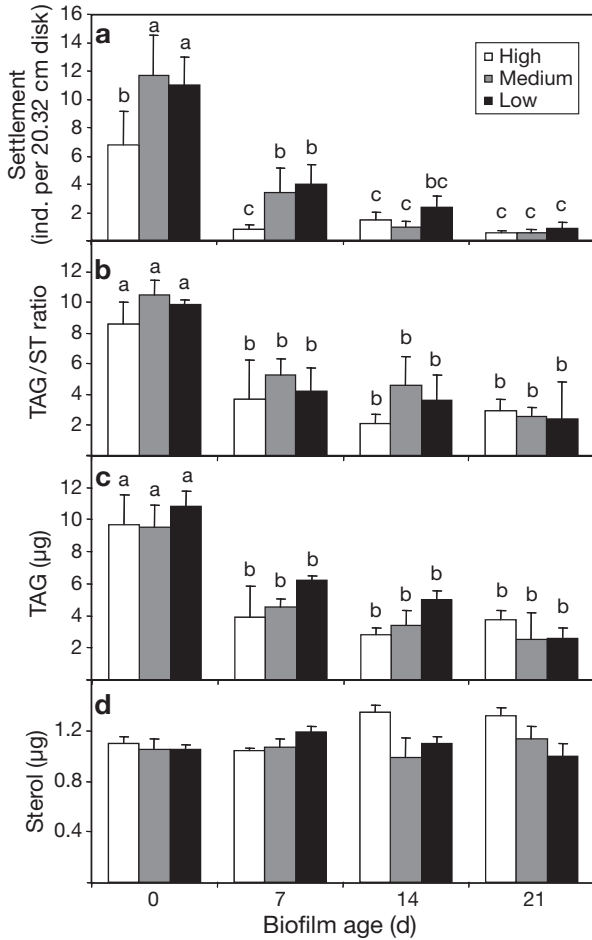 a
Settlement
(ind. per 20.32 cm disk)
16
14
12
10
8
6
4
2
b a a
c b b
c c bc
c c c
High
Medium
Low
b
TAG/ST ratio
12
10
8
6
4
2
a a a
b b b
b b b
b b b
c
TAG (µg)
12
10
8
6
4
2
a a a
b b b
b b b
b b b
d
Sterol (µg)
1.2
0.8
0.4
0 7 14 21
Biofilm age (d)